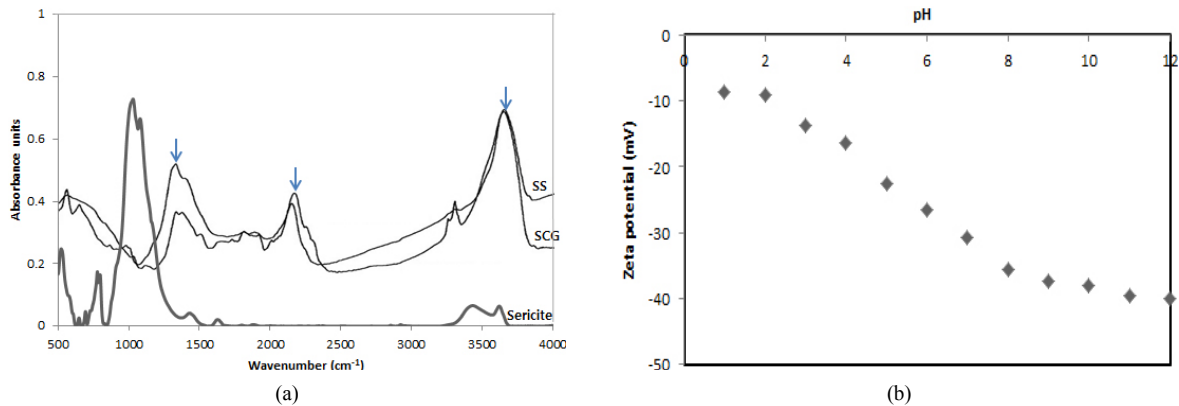 1
0.8
0.6
0.4
0.2
0
Absorbance units
SS
SCG
Sericite
500 1000 1500 2000 2500 3000 3500 4000
Wavenumber (cm⁻¹)
(a)
pH
0 2 4 6 8 10 12
0
-10
-20
-30
-40
-50
Zeta potential (mV)
(b)